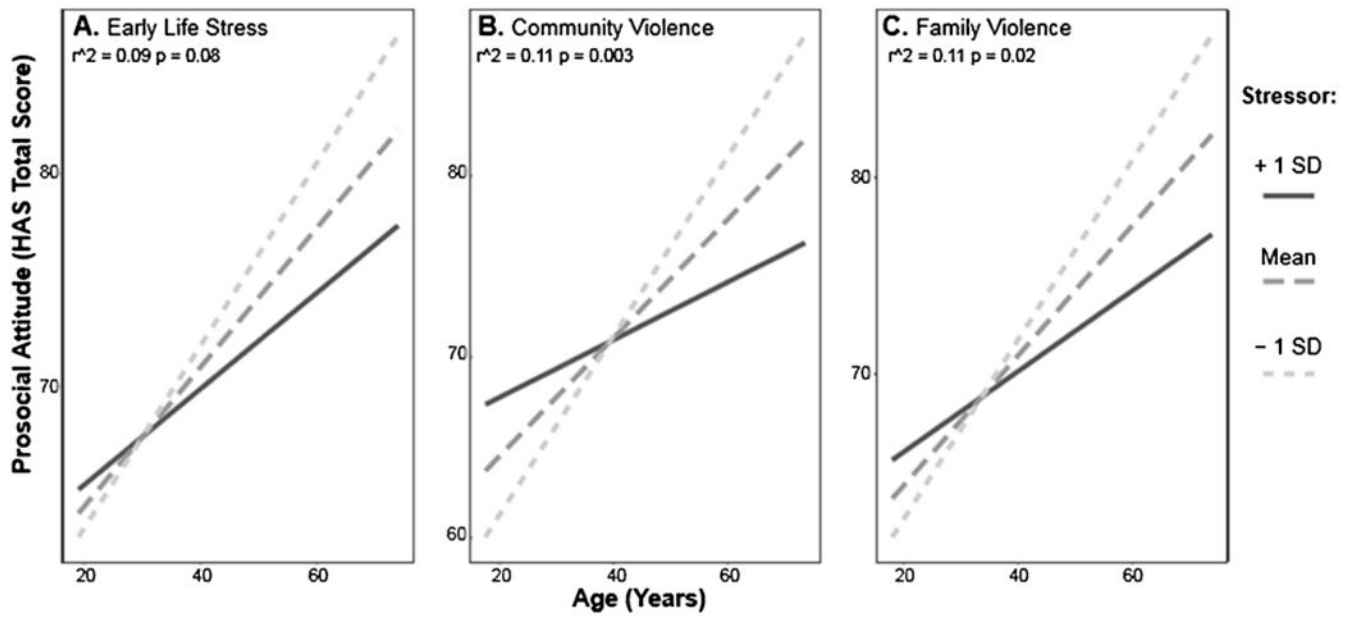 Prosocial Attitude (HAS Total Score)
A. Early Life Stress
r^2 = 0.09 p = 0.08
80
70
20 40 60
B. Community Violence
r^2 = 0.11 p = 0.003
80
70
60
20 40 60
C. Family Violence
r^2 = 0.11 p = 0.02
80
70
20 40 60
Age (Years)
Stressor:
+ 1 SD
Mean
− 1 SD